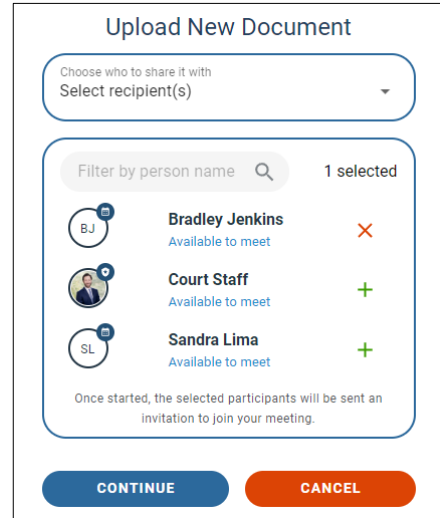 Upload New Document
Choose who to share it with
Select recipient(s)
Filter by person name
1 selected
BJ
Bradley Jenkins
Available to meet
Court Staff
Available to meet
SL
Sandra Lima
Available to meet
Once started, the selected participants will be sent an
invitation to join your meeting.
CONTINUE
CANCEL